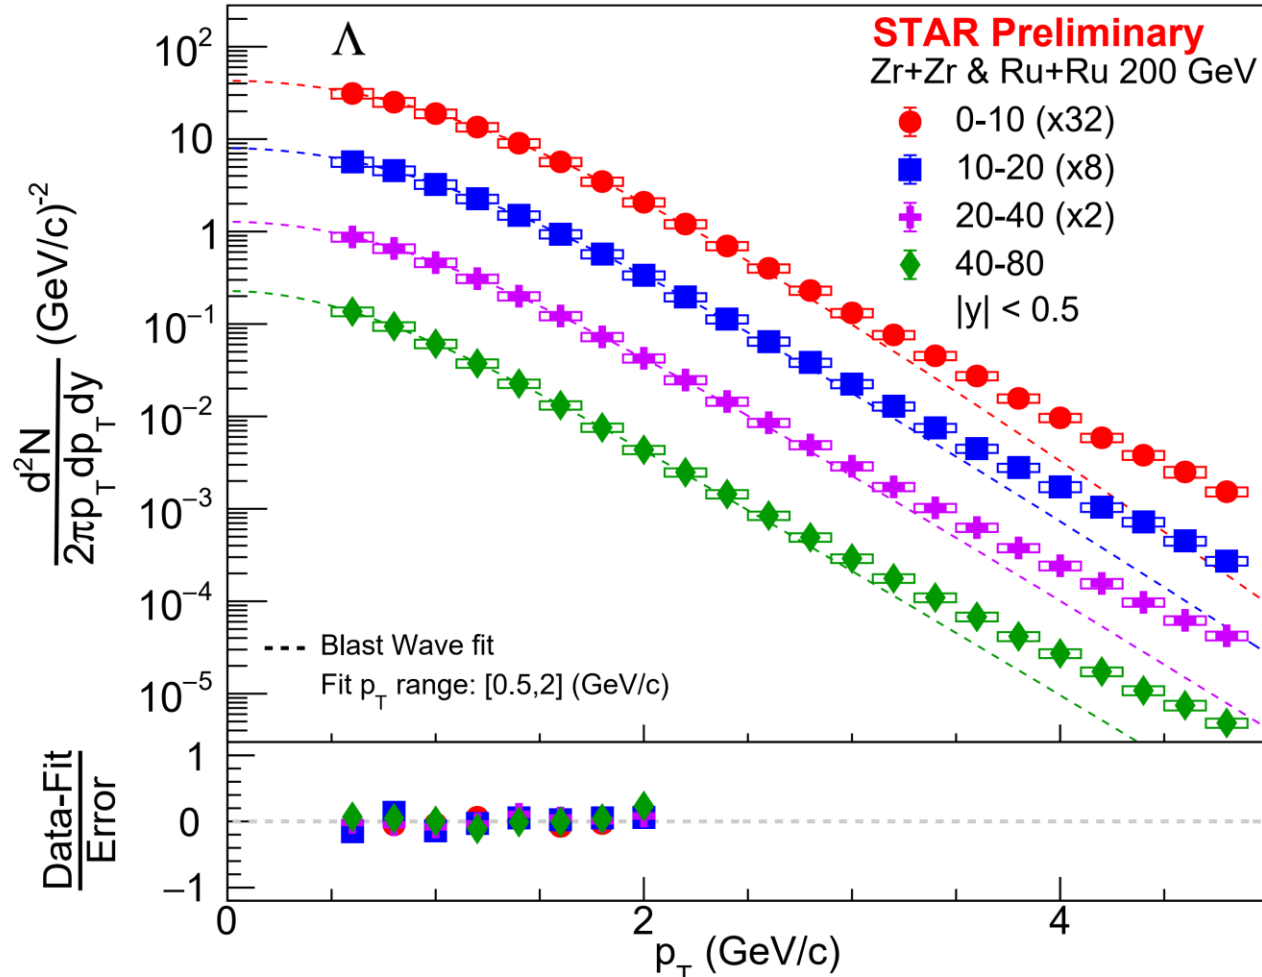 Λ
STAR Preliminary
Zr+Zr & Ru+Ru 200 GeV
0-10 (x32)
10-20 (x8)
20-40 (x2)
40-80
|y| < 0.5
d²N
2πp_T dp_T dy
(GeV/c)⁻²
10²
10
1
10⁻¹
10⁻²
10⁻³
10⁻⁴
10⁻⁵
Blast Wave fit
Fit p_T range: [0.5,2] (GeV/c)
Data-Fit
Error
1
0
−1
0
2
4
p_T (GeV/c)